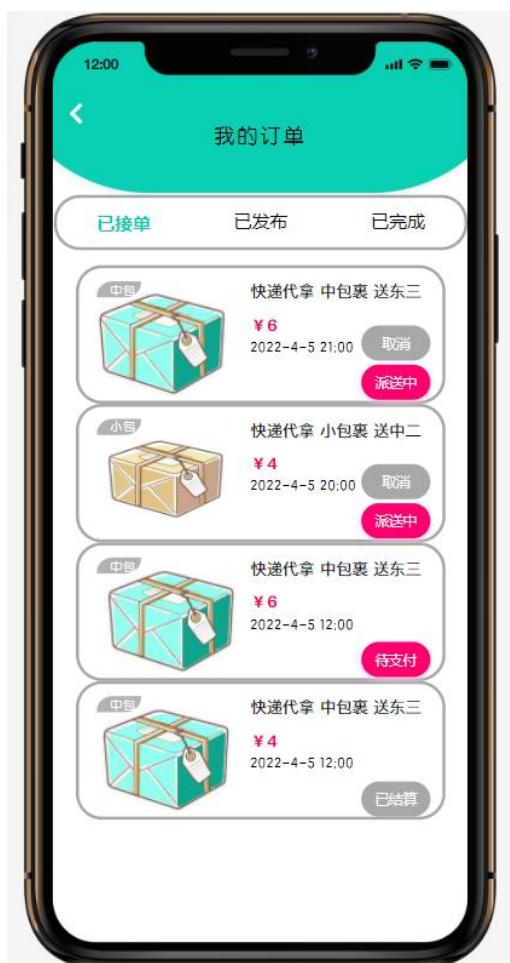 12:00
我的订单
已接单 已发布 已完成
中包
快递代拿 中包裹 送东三
¥6
2022-4-5 21:00
取消
派送中
小包
快递代拿 小包裹 送中二
¥4
2022-4-5 20:00
取消
派送中
中包
快递代拿 中包裹 送东三
¥6
2022-4-5 12:00
待支付
中包
快递代拿 中包裹 送东三
¥4
2022-4-5 12:00
已结算